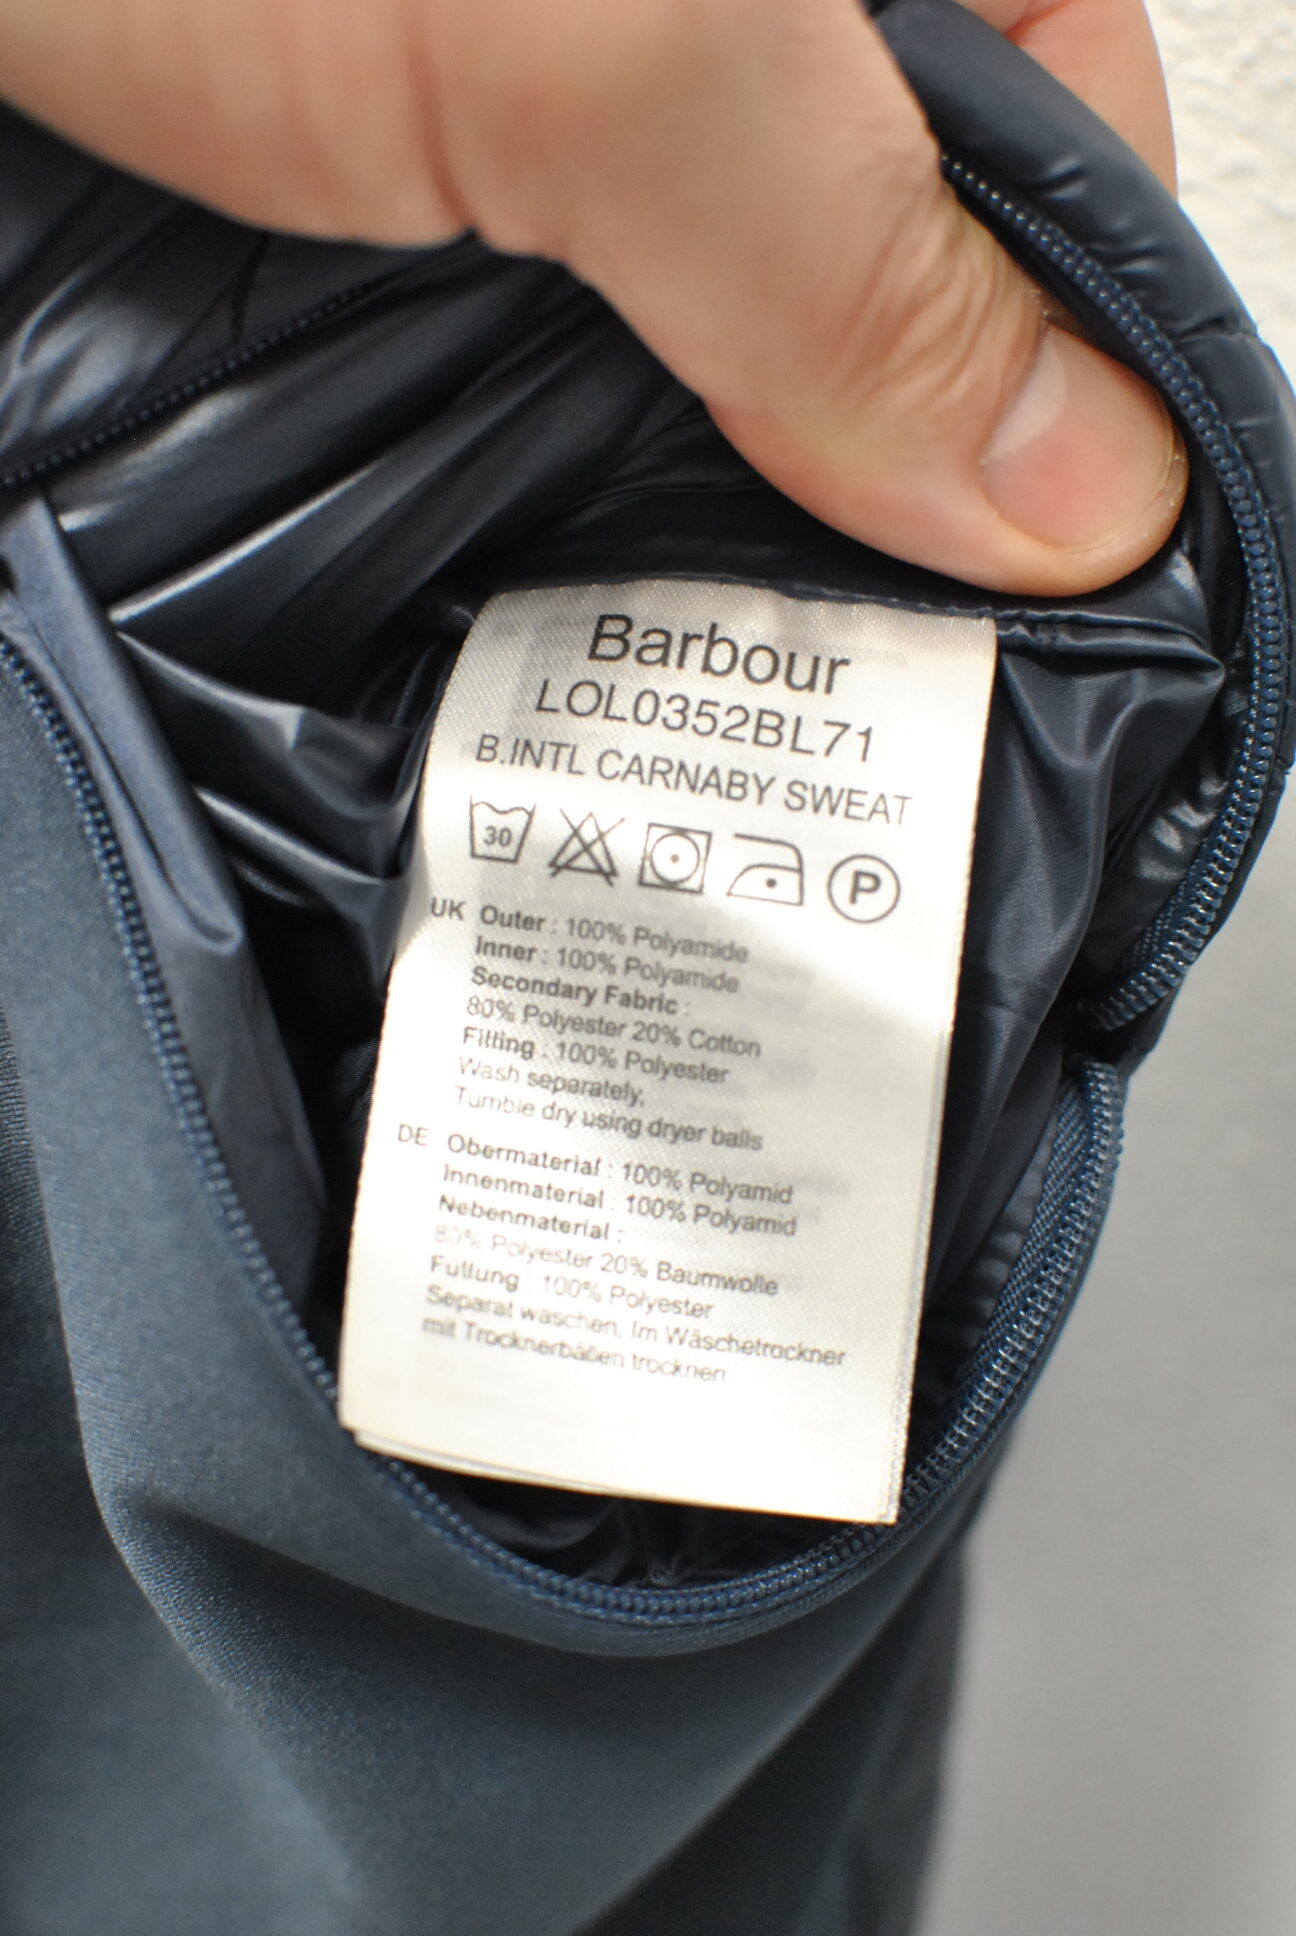 Barbour
LOL0352BL71
B.INTL CARNABY SWEAT
30 P
UK Outer : 100% Polyamide
Inner : 100% Polyamide
Secondary Fabric :
80% Polyester 20% Cotton
Filling : 100% Polyester
Wash separately,
Tumble dry using dryer balls
DE Obermaterial : 100% Polyamid
Innenmaterial : 100% Polyamid
Nebenmaterial :
80% Polyester 20% Baumwolle
Füllung 100% Polyester
Separat waschen, Im Wäschetrockner
mit Trocknerbällen trocknen